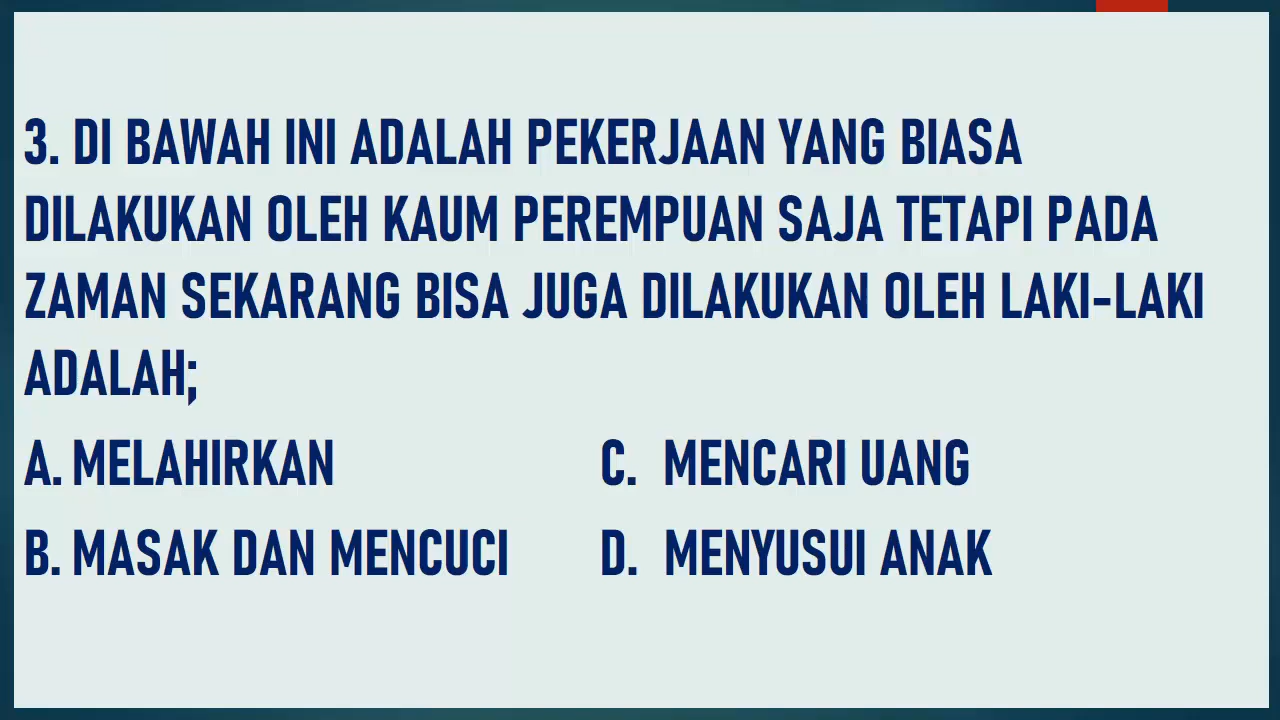 3. DI BAWAH INI ADALAH PEKERJAAN YANG BIASA
DILAKUKAN OLEH KAUM PEREMPUAN SAJA TETAPI PADA
ZAMAN SEKARANG BISA JUGA DILAKUKAN OLEH LAKI-LAKI
ADALAH;
A. MELAHIRKAN C. MENCARI UANG
B. MASAK DAN MENCUCI D. MENYUSUI ANAK